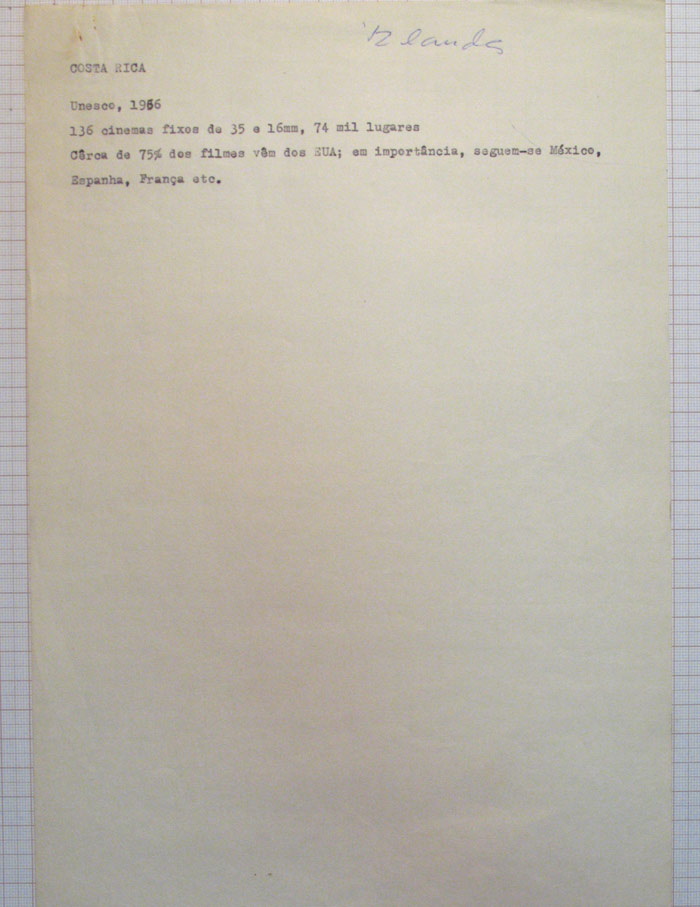 COSTA RICA
Unesco, 1966
136 cinemas fixos de 35 e 16mm, 74 mil lugares
Cêrca de 75% dos filmes vêm dos EUA; em importância, seguem-se México,
Espanha, França etc.